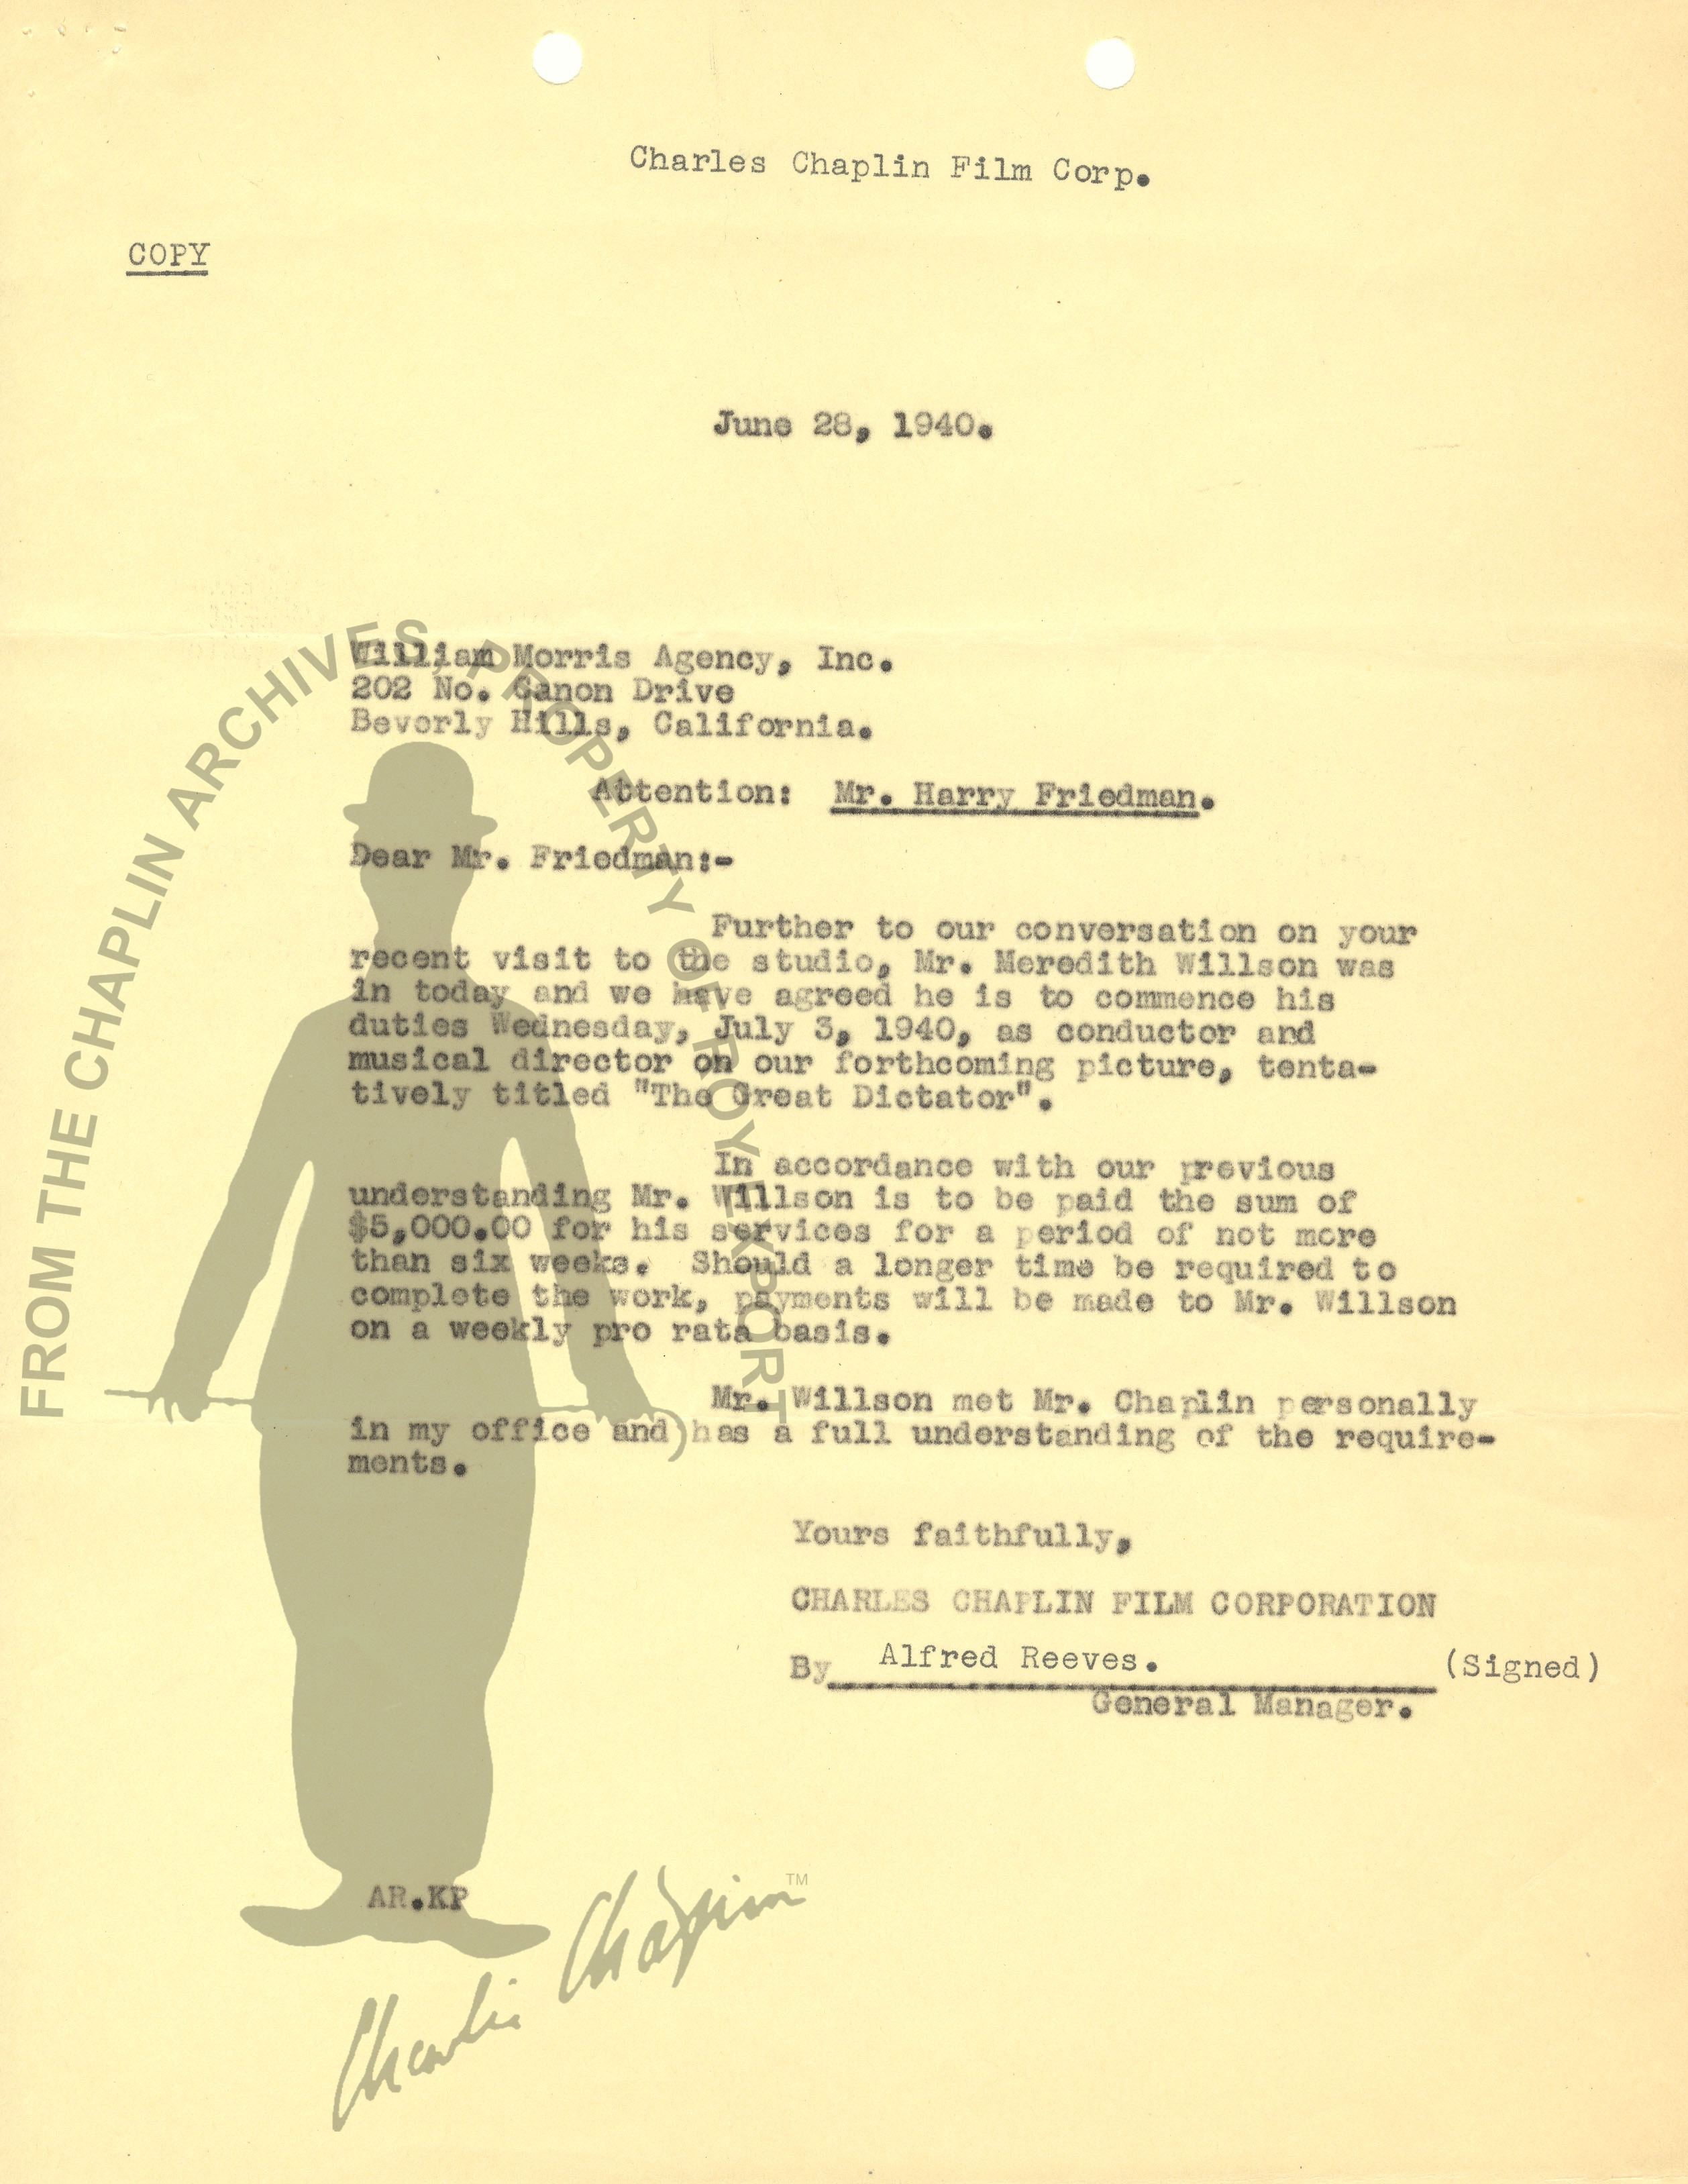 Charles Chaplin Film Corp.
COPY
June 28, 1940.
William Morris Agency, Inc.
202 No. Canon Drive
Beverly Hills, California.
Attention: Mr. Harry Friedman.
Dear Mr. Friedman:-
Further to our conversation on your
recent visit to the studio, Mr. Meredith Willson was
in today and we have agreed he is to commence his
duties Wednesday, July 3, 1940, as conductor and
musical director on our forthcoming picture, tenta-
tively titled "The Great Dictator".
In accordance with our previous
understanding Mr. Willson is to be paid the sum of
$5,000.00 for his services for a period of not more
than six weeks. Should a longer time be required to
complete the work, payments will be made to Mr. Willson
on a weekly pro rata basis.
Mr. Willson met Mr. Chaplin personally
in my office and has a full understanding of the require-
ments.
Yours faithfully,
CHARLES CHAPLIN FILM CORPORATION
By Alfred Reeves. (Signed)
General Manager.
AR.KP
FROM THE CHAPLIN ARCHIVES, PROPERTY OF ROY EXPORT
Charlie Chaplin™